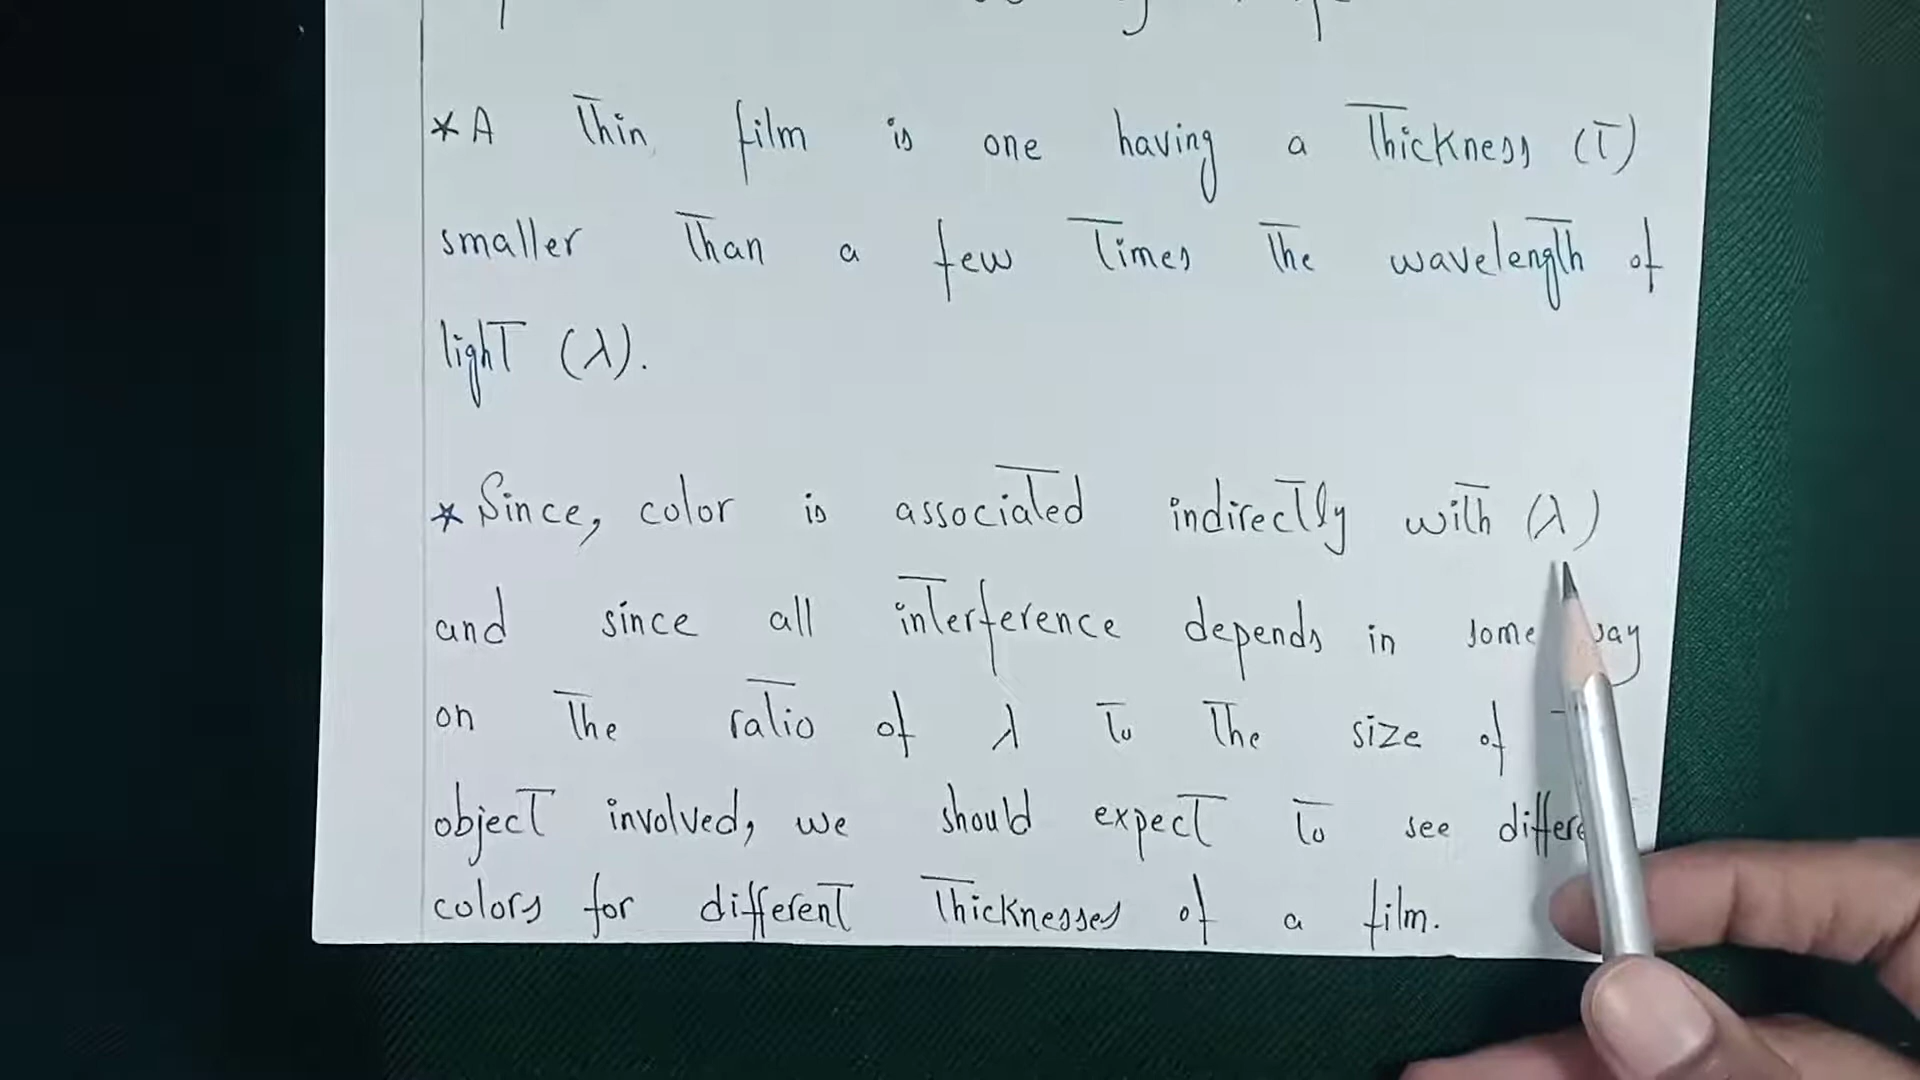 *A Thin film is one having a Thickness (T)
smaller Than a few Times The wavelength of
lighT (λ).
*Since, color is associated indirectly with (λ)
and since all interference depends in some
on The ratio of λ To The size of
objecT involved, we should expecT To see
colors for differenT Thicknesses of a film.